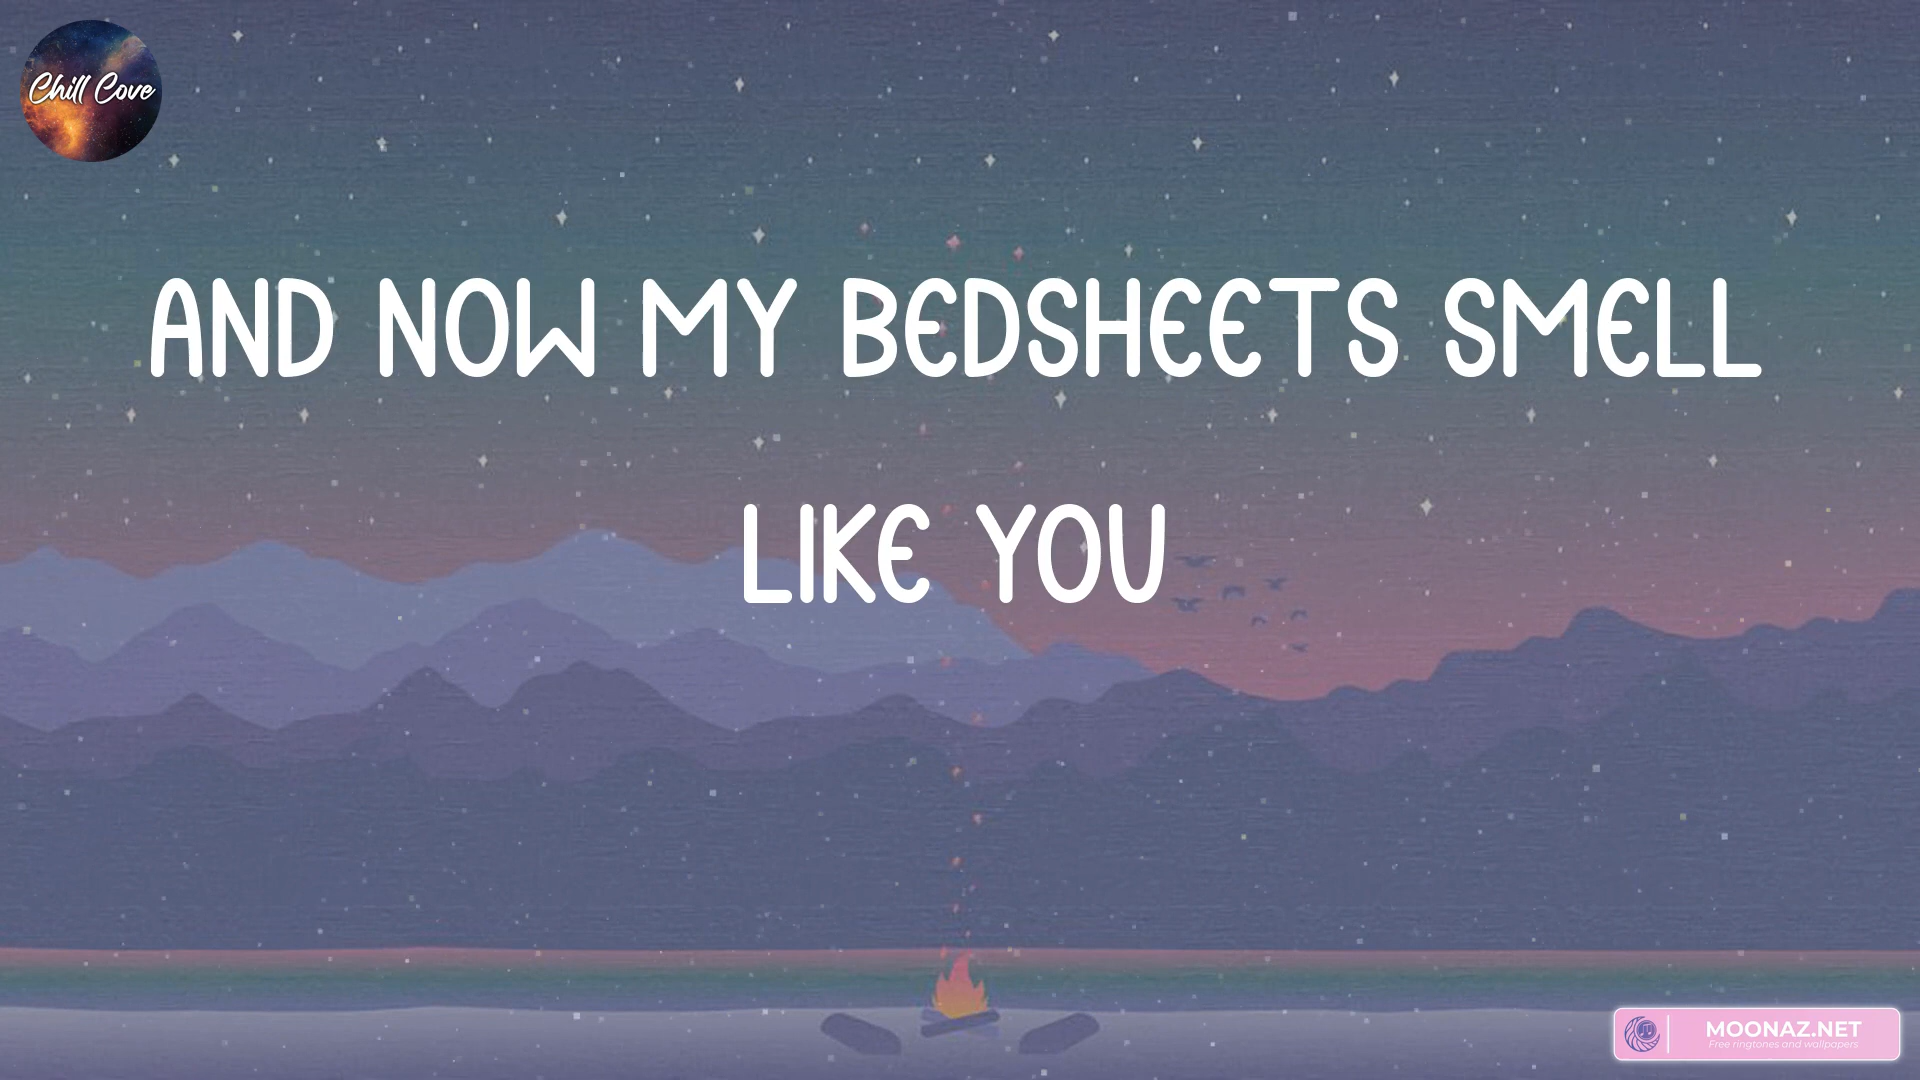 Chill Cove
AND NOW MY BEDSHEETS SMELL
LIKE YOU
MOONAZ.NET
Free ringtones and wallpapers